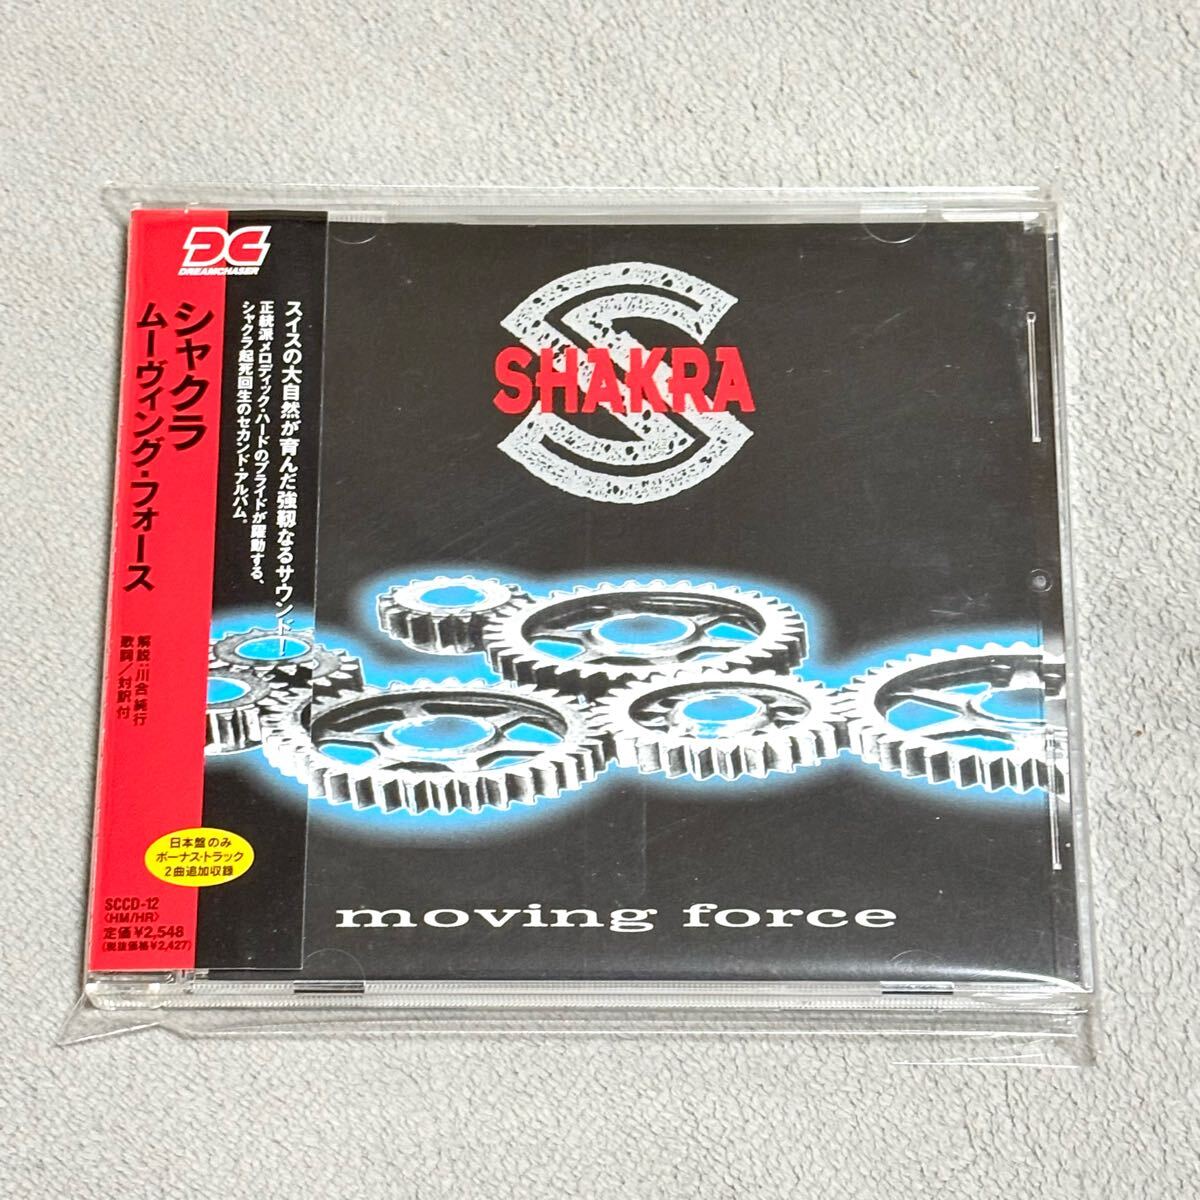 DC
DREAMCHASER
シャクラ
ムーヴィング・フォース
解説:川合純行
歌詞/対訳付
スイスの大自然が育んだ強靭なるサウンド!
正統派メロディック・ハードのプライドが躍動する、
シャクラ起死回生のセカンド・アルバム。
日本盤のみ
ボーナス・トラック
2曲追加収録
SCCD-12
〈HM/HR〉
定価¥2,548
(税抜価格¥2,427)
S
SHAKRA
moving force